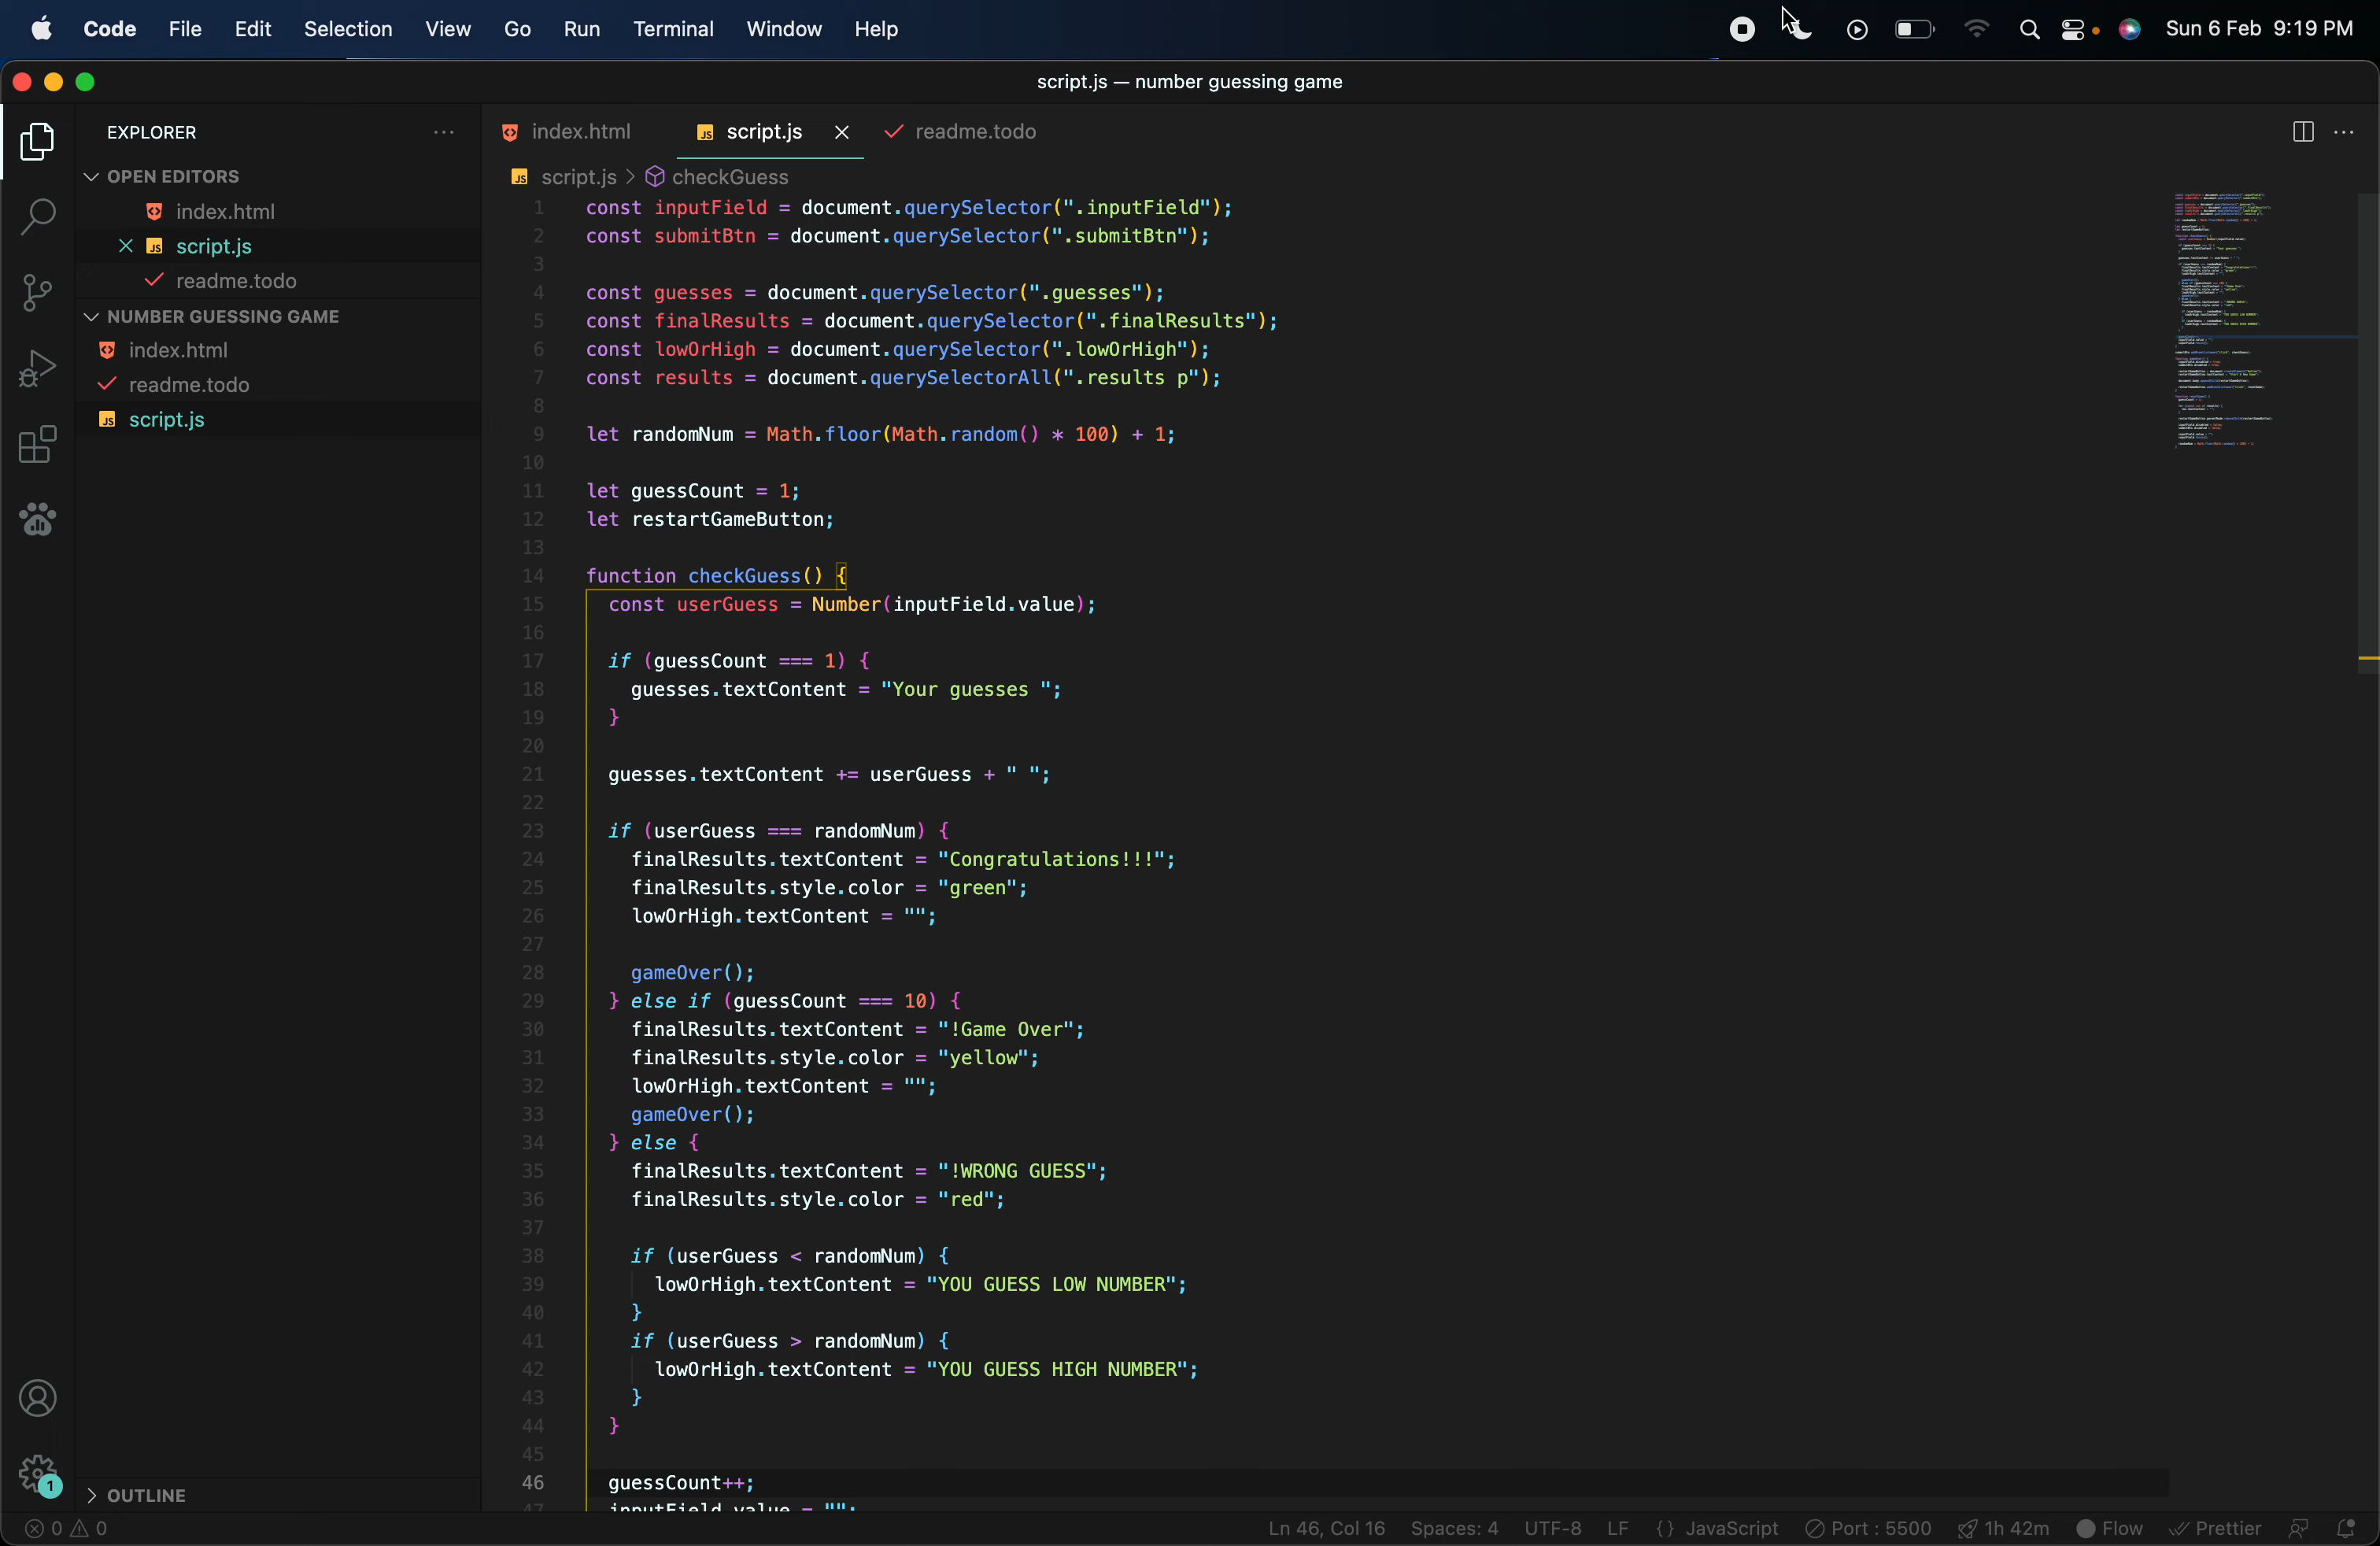 Code File Edit Selection View Go Run Terminal Window Help Sun 6 Feb 9:19 PM
script.js — number guessing game
EXPLORER
OPEN EDITORS
index.html
script.js
readme.todo
NUMBER GUESSING GAME
index.html
readme.todo
script.js
OUTLINE
index.html script.js readme.todo
script.js > checkGuess
1 const inputField = document.querySelector(".inputField");
2 const submitBtn = document.querySelector(".submitBtn");
3
4 const guesses = document.querySelector(".guesses");
5 const finalResults = document.querySelector(".finalResults");
6 const lowOrHigh = document.querySelector(".lowOrHigh");
7 const results = document.querySelectorAll(".results p");
8
9 let randomNum = Math.floor(Math.random() * 100) + 1;
10
11 let guessCount = 1;
12 let restartGameButton;
13
14 function checkGuess() {
15 const userGuess = Number(inputField.value);
16
17 if (guessCount === 1) {
18 guesses.textContent = "Your guesses ";
19 }
20
21 guesses.textContent += userGuess + " ";
22
23 if (userGuess === randomNum) {
24 finalResults.textContent = "Congratulations!!!";
25 finalResults.style.color = "green";
26 lowOrHigh.textContent = "";
27
28 gameOver();
29 } else if (guessCount === 10) {
30 finalResults.textContent = "!Game Over";
31 finalResults.style.color = "yellow";
32 lowOrHigh.textContent = "";
33 gameOver();
34 } else {
35 finalResults.textContent = "!WRONG GUESS";
36 finalResults.style.color = "red";
37
38 if (userGuess < randomNum) {
39 lowOrHigh.textContent = "YOU GUESS LOW NUMBER";
40 }
41 if (userGuess > randomNum) {
42 lowOrHigh.textContent = "YOU GUESS HIGH NUMBER";
43 }
44 }
45
46 guessCount++;
47 inputField.value = "";
0 0 Ln 46, Col 16 Spaces: 4 UTF-8 LF {} JavaScript Port : 5500 1h 42m Flow Prettier
1